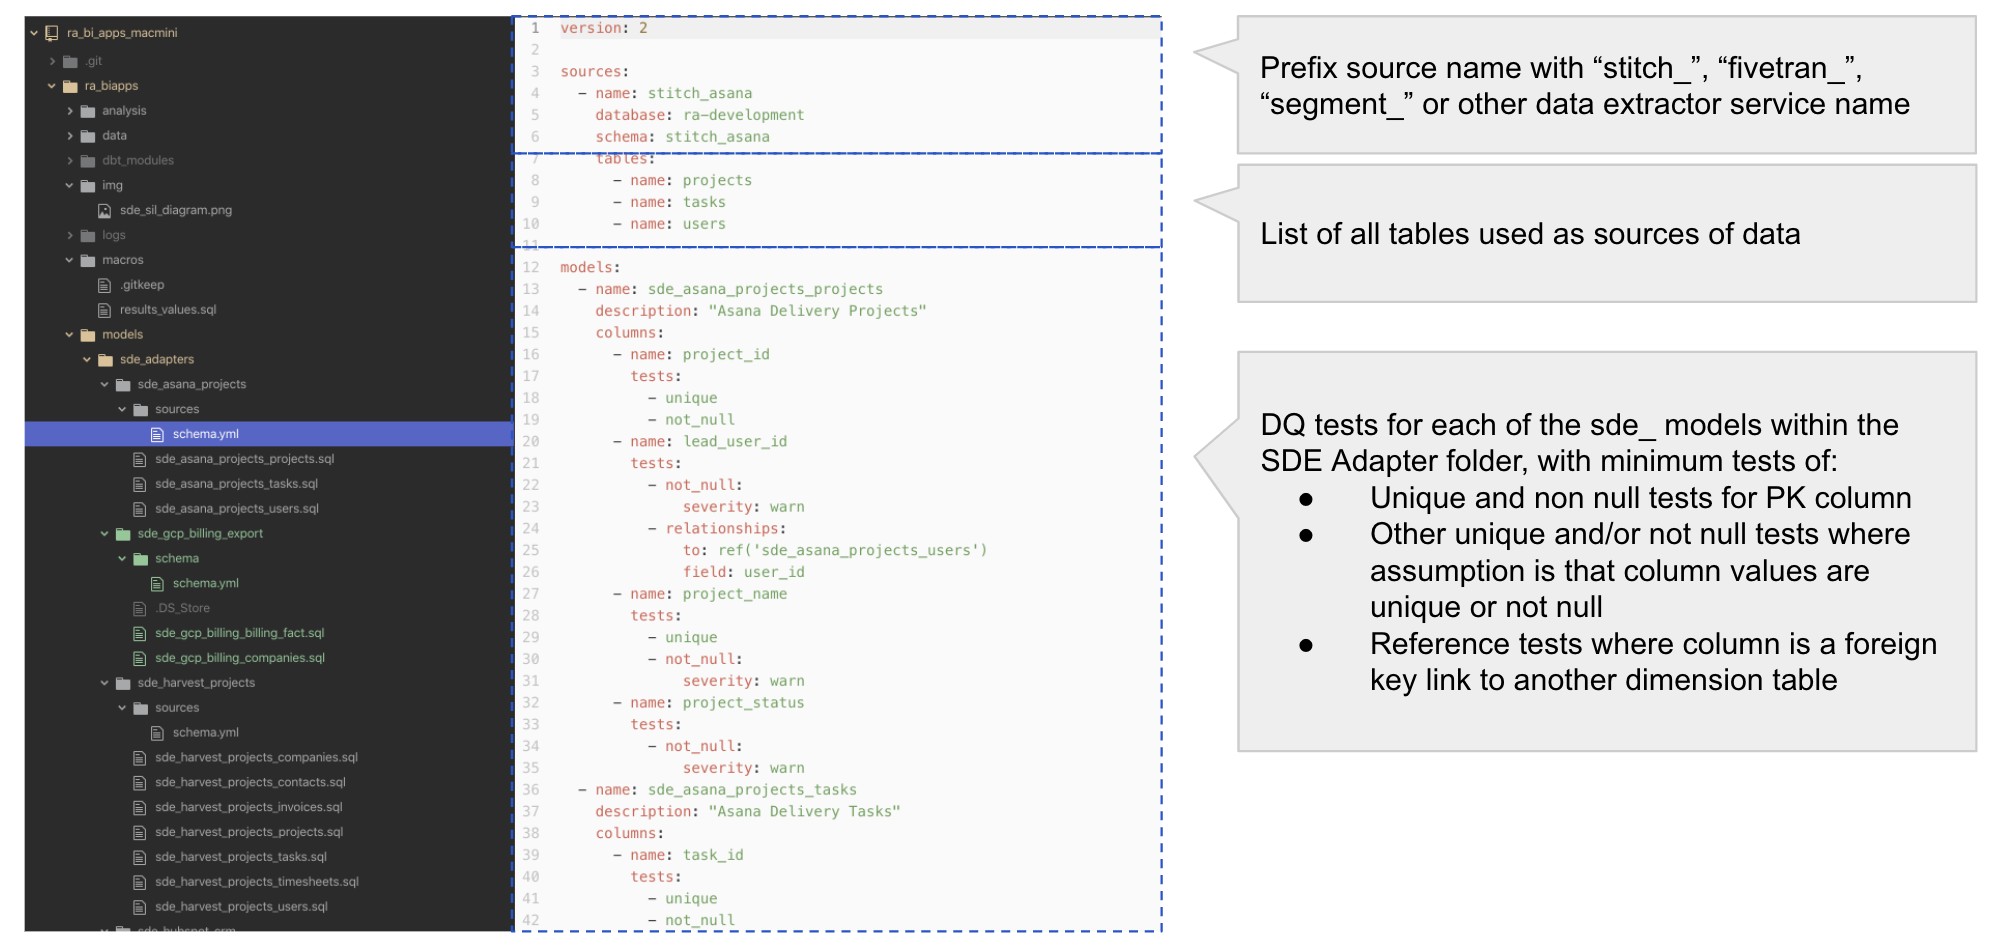 ra_bi_apps_macmini
.git
ra_biapps
analysis
data
dbt_modules
img
sde_sil_diagram.png
logs
macros
.gitkeep
results_values.sql
models
sde_adapters
sde_asana_projects
sources
schema.yml
sde_asana_projects_projects.sql
sde_asana_projects_tasks.sql
sde_asana_projects_users.sql
sde_gcp_billing_export
schema
schema.yml
.DS_Store
sde_gcp_billing_billing_fact.sql
sde_gcp_billing_companies.sql
sde_harvest_projects
sources
schema.yml
sde_harvest_projects_companies.sql
sde_harvest_projects_contacts.sql
sde_harvest_projects_invoices.sql
sde_harvest_projects_projects.sql
sde_harvest_projects_tasks.sql
sde_harvest_projects_timesheets.sql
sde_harvest_projects_users.sql
sde_hubspot_crm
1 version: 2
2
3 sources:
4 - name: stitch_asana
5 database: ra-development
6 schema: stitch_asana
7 tables:
8 - name: projects
9 - name: tasks
10 - name: users
11
12 models:
13 - name: sde_asana_projects_projects
14 description: "Asana Delivery Projects"
15 columns:
16 - name: project_id
17 tests:
18 - unique
19 - not_null
20 - name: lead_user_id
21 tests:
22 - not_null:
23 severity: warn
24 - relationships:
25 to: ref('sde_asana_projects_users')
26 field: user_id
27 - name: project_name
28 tests:
29 - unique
30 - not_null:
31 severity: warn
32 - name: project_status
33 tests:
34 - not_null:
35 severity: warn
36 - name: sde_asana_projects_tasks
37 description: "Asana Delivery Tasks"
38 columns:
39 - name: task_id
40 tests:
41 - unique
42 - not_null
Prefix source name with “stitch_”, “fivetran_”,
“segment_” or other data extractor service name
List of all tables used as sources of data
DQ tests for each of the sde_ models within the
SDE Adapter folder, with minimum tests of:
● Unique and non null tests for PK column
● Other unique and/or not null tests where
assumption is that column values are
unique or not null
● Reference tests where column is a foreign
key link to another dimension table